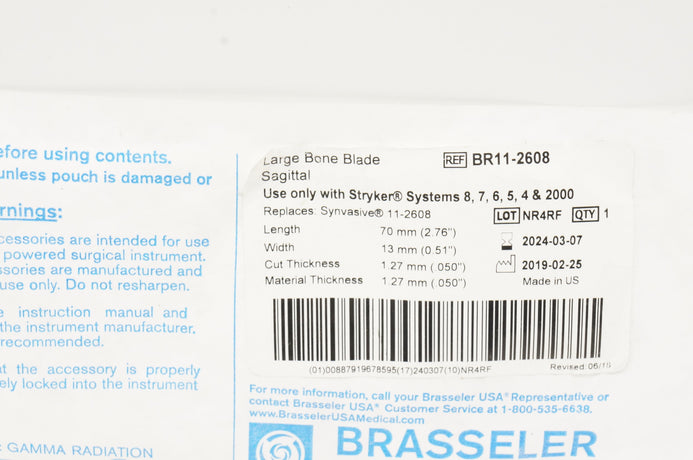 efore using contents.
unless pouch is damaged or
rnings:
ccessories are intended for use
powered surgical instrument.
ssories are manufactured and
use only. Do not resharpen.
e instruction manual and
the instrument manufacturer.
recommended.
at the accessory is properly
ely locked into the instrument
: GAMMA RADIATION
Large Bone Blade
Sagittal
REF BR11-2608
Use only with Stryker® Systems 8, 7, 6, 5, 4 & 2000
Replaces: Synvasive® 11-2608
LOT NR4RF QTY 1
Length 70 mm (2.76")
Width 13 mm (0.51")
Cut Thickness 1.27 mm (.050")
Material Thickness 1.27 mm (.050")
2024-03-07
2019-02-25
Made in US
(01)00887919678595(17)240307(10)NR4RF
Revised: 06/18
For more information, call your Brasseler USA® Representative or
contact Brasseler USA® Customer Service at 1-800-535-6638.
www.BrasselerUSAMedical.com
BRASSELER